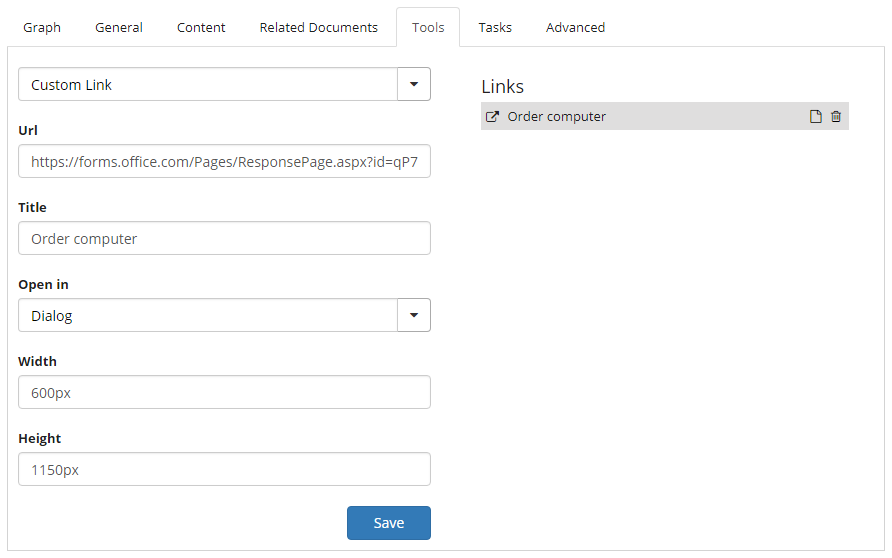 Graph General Content Related Documents Tools Tasks Advanced
Custom Link
Url
https://forms.office.com/Pages/ResponsePage.aspx?id=qP7
Title
Order computer
Open in
Dialog
Width
600px
Height
1150px
Save
Links
Order computer